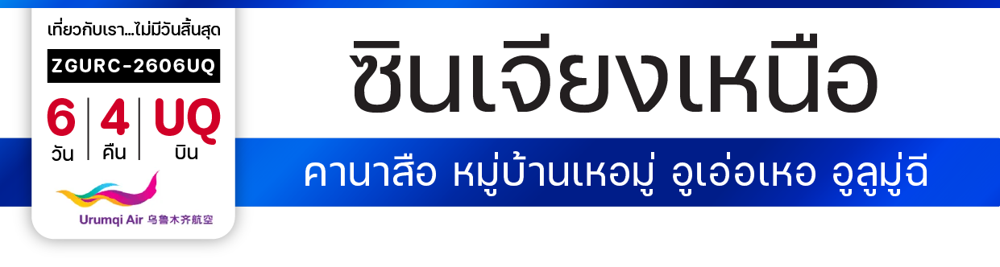 เที่ยวกับเรา...ไม่มีวันสิ้นสุด
ZGURC-2606UQ
6 วัน
4 คืน
UQ บิน
Urumqi Air 乌鲁木齐航空
ซินเจียงเหนือ
คานาสือ หมู่บ้านเหอมู่ อูเอ่อเหอ อูลูมู่ฉี